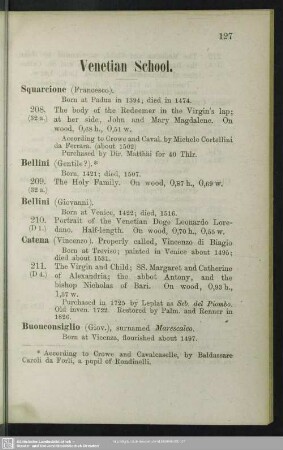 127
Venetian School.
Squarcione (Francesco).
Born at Padua in 1394; died in 1474.
208. The body of the Redeemer in the Virgin's lap;
(32 a.) at her side, John and Mary Magdalene. On
wood, 0,68 h., 0,51 w.
According to Crowe and Caval. by Michele Cortellini
da Ferrara. (about 1502)
Purchased by Dir. Matthäi for 40 Thlr.
Bellini (Gentile?).*
Born, 1421; died, 1507.
209. The Holy Family. On wood, 0,87 h., 0,69 w.
(32 a.)
Bellini (Giovanni).
Born at Venice, 1422; died, 1516.
210. Portrait of the Venetian Doge Leonardo Lore-
(D 1.) dano. Half-length. On wood, 0,70 h., 0,55 w.
Catena (Vincenzo). Properly called, Vincenzo di Biagio
Born at Treviso; painted in Venice about 1495;
died about 1531.
211. The Virgin and Child; SS. Margaret and Catherine
(D 4.) of Alexandria; the abbot Antony, and the
bishop Nicholas of Bari. On wood, 0,93 h.,
1,57 w.
Purchased in 1725 by Leplat as Seb. del Piombo.
Old inven. 1722. Restored by Palm. and Renner in
1826.
Buonconsiglio (Giov.), surnamed Marescalco.
Born at Vicenza, flourished about 1497.
* According to Crowe and Cavalcaselle, by Baldassare
Caroli da Forli, a pupil of Rondinelli.